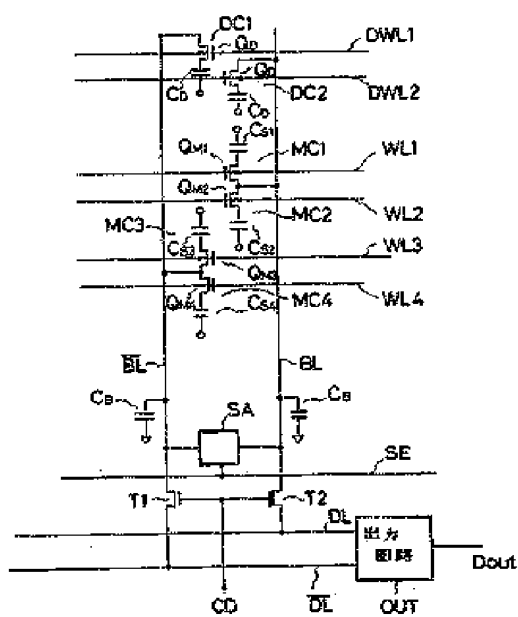 DC1
QD
DWL1
CD
QD
DC2
DWL2
CD
CS1
QM1
MC1
WL1
QM2
MC3
MC2
WL2
CS3
CS2
WL3
QM3
QM4
CS4
MC4
WL4
B̅L̅
BL
CB
SA
CB
SE
T1
T2
DL
出力
回路
Dout
CD
D̅L̅
OUT